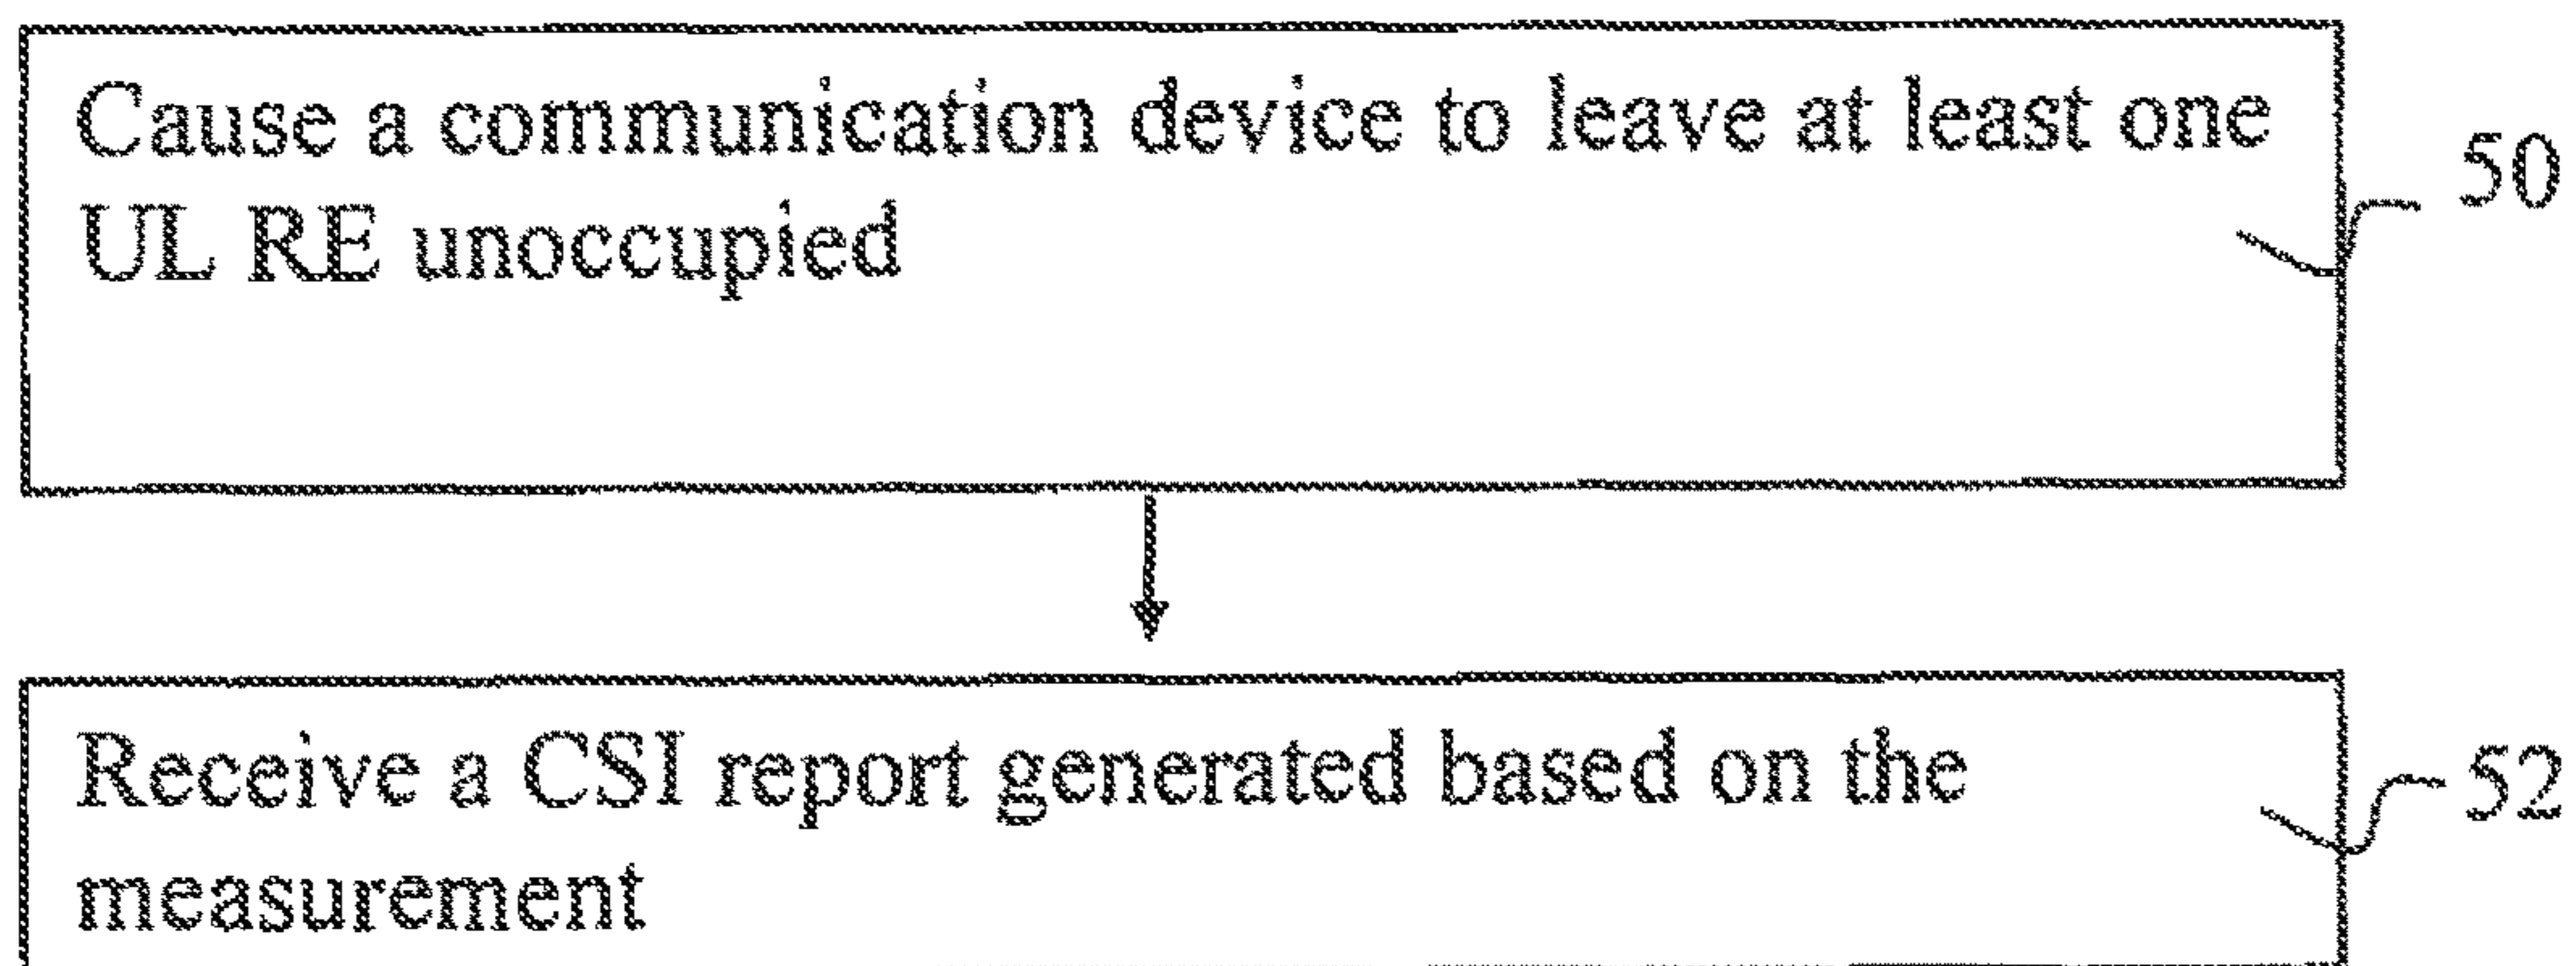 Cause a communication device to leave at least one
UL RE unoccupied
50
Receive a CSI report generated based on the
measurement
52